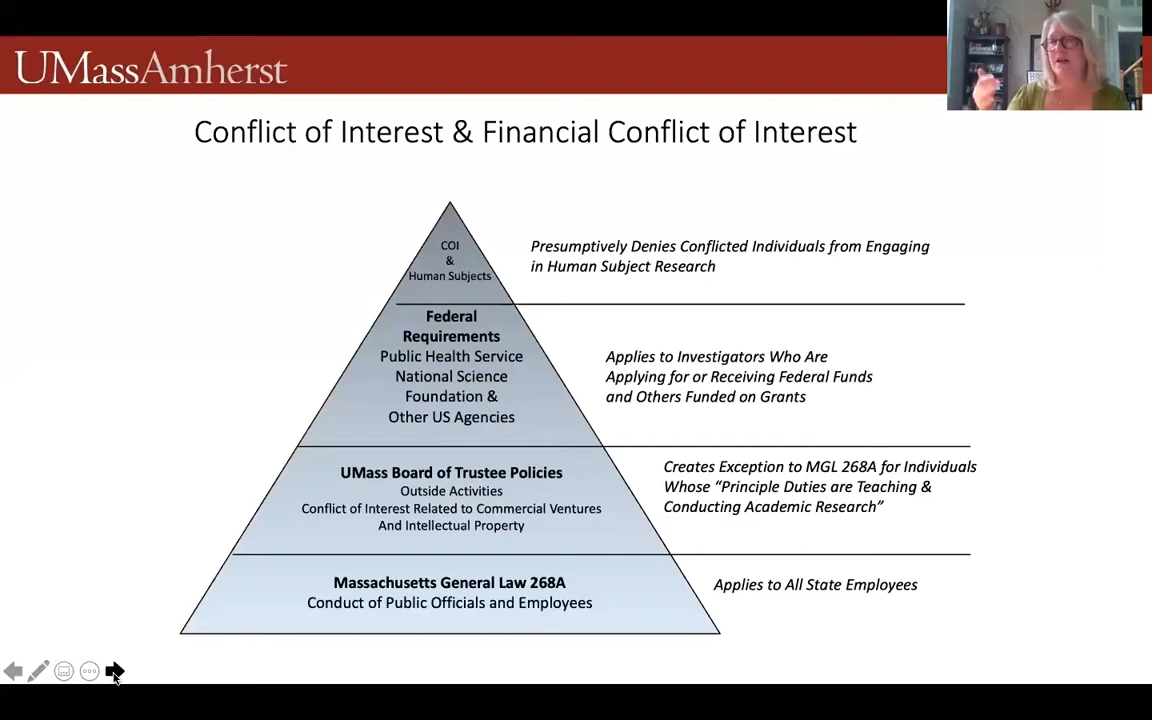 UMassAmherst
Conflict of Interest & Financial Conflict of Interest
COI
&
Human Subjects
Presumptively Denies Conflicted Individuals from Engaging
in Human Subject Research
Federal
Requirements
Public Health Service
National Science
Foundation &
Other US Agencies
Applies to Investigators Who Are
Applying for or Receiving Federal Funds
and Others Funded on Grants
UMass Board of Trustee Policies
Outside Activities
Conflict of Interest Related to Commercial Ventures
And Intellectual Property
Creates Exception to MGL 268A for Individuals
Whose “Principle Duties are Teaching &
Conducting Academic Research”
Massachusetts General Law 268A
Conduct of Public Officials and Employees
Applies to All State Employees